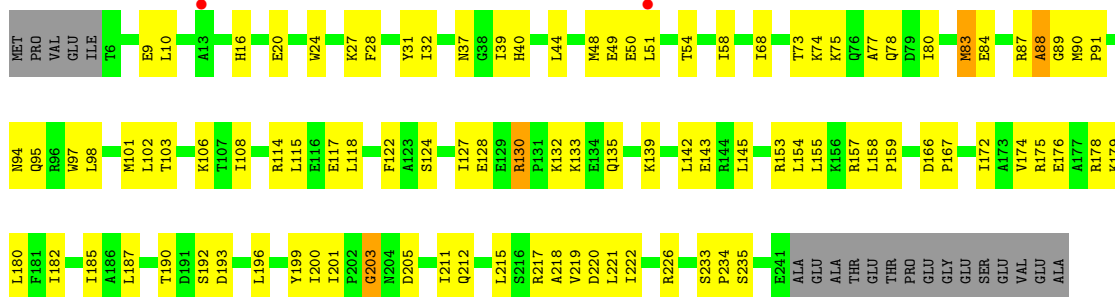 MET PRO VAL GLU ILE T6 E9 L10 A13 H16 E20 W24 K27 F28 Y31 I32 N37 G38 I39 H40 L44 M48 E49 E50 L51 T54 I58 I68 T73 K74 K75 Q76 A77 Q78 D79 I80 M83 E84 R87 A88 G89 M90 P91
N94 Q95 R96 W97 L98 M101 L102 T103 K106 T107 I108 R114 L115 E116 E117 L118 F122 A123 S124 I127 E128 E129 R130 P131 K132 K133 E134 Q135 K139 L142 E143 R144 L145 R153 L154 L155 K156 R157 L158 P159 D166 P167 I172 A173 V174 R175 E176 A177 R178 K179
L180 F181 I182 I185 A186 L187 T190 D191 S192 D193 L196 Y199 I200 I201 P202 G203 N204 D205 I211 Q212 L215 S216 R217 A218 V219 D220 L221 I222 R226 S233 P234 S235 E241 ALA GLU ALA THR GLU THR PRO GLU GLY GLU SER GLU VAL GLU ALA